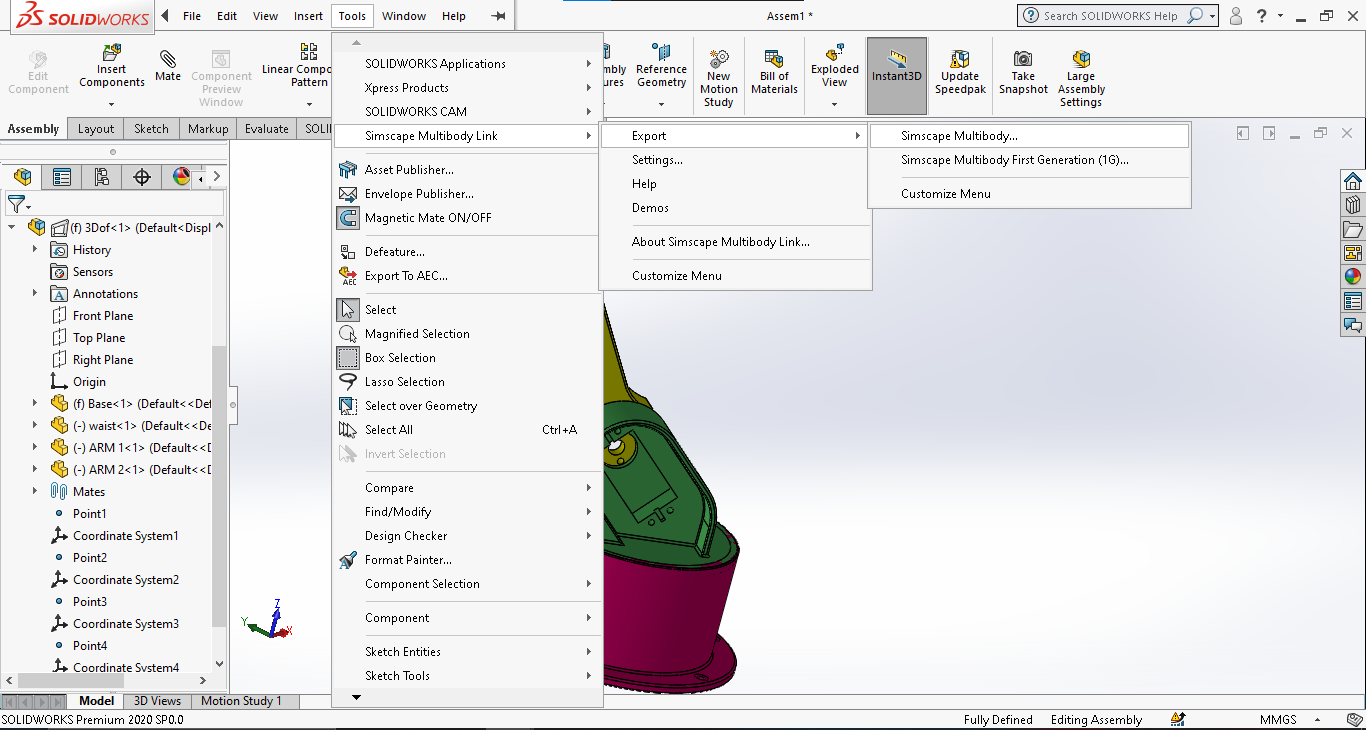 SOLIDWORKS
File Edit View Insert Tools Window Help
Assem1 *
Search SOLIDWORKS Help
?
Edit Component
Insert Components
Mate
Component Preview Window
Linear Compo Pattern
mbly ures
Reference Geometry
New Motion Study
Bill of Materials
Exploded View
Instant3D
Update Speedpak
Take Snapshot
Large Assembly Settings
Assembly Layout Sketch Markup Evaluate SOLI
(f) 3Dof<1> (Default<Displ
History
Sensors
Annotations
Front Plane
Top Plane
Right Plane
Origin
(f) Base<1> (Default<<Def
(-) waist<1> (Default<<De
(-) ARM 1<1> (Default<<D
(-) ARM 2<1> (Default<<D
Mates
Point1
Coordinate System1
Point2
Coordinate System2
Point3
Coordinate System3
Point4
Coordinate System4
SOLIDWORKS Applications
Xpress Products
SOLIDWORKS CAM
Simscape Multibody Link
Asset Publisher...
Envelope Publisher...
Magnetic Mate ON/OFF
Defeature...
Export To AEC...
AEC
Select
Magnified Selection
Box Selection
Lasso Selection
Select over Geometry
Select All Ctrl+A
Invert Selection
Compare
Find/Modify
Design Checker
Format Painter...
Component Selection
Component
Sketch Entities
Sketch Tools
Export
Settings...
Help
Demos
About Simscape Multibody Link...
Customize Menu
Simscape Multibody...
Simscape Multibody First Generation (1G)...
Customize Menu
Z
Y
X
Model 3D Views Motion Study 1
SOLIDWORKS Premium 2020 SP0.0
Fully Defined Editing Assembly MMGS